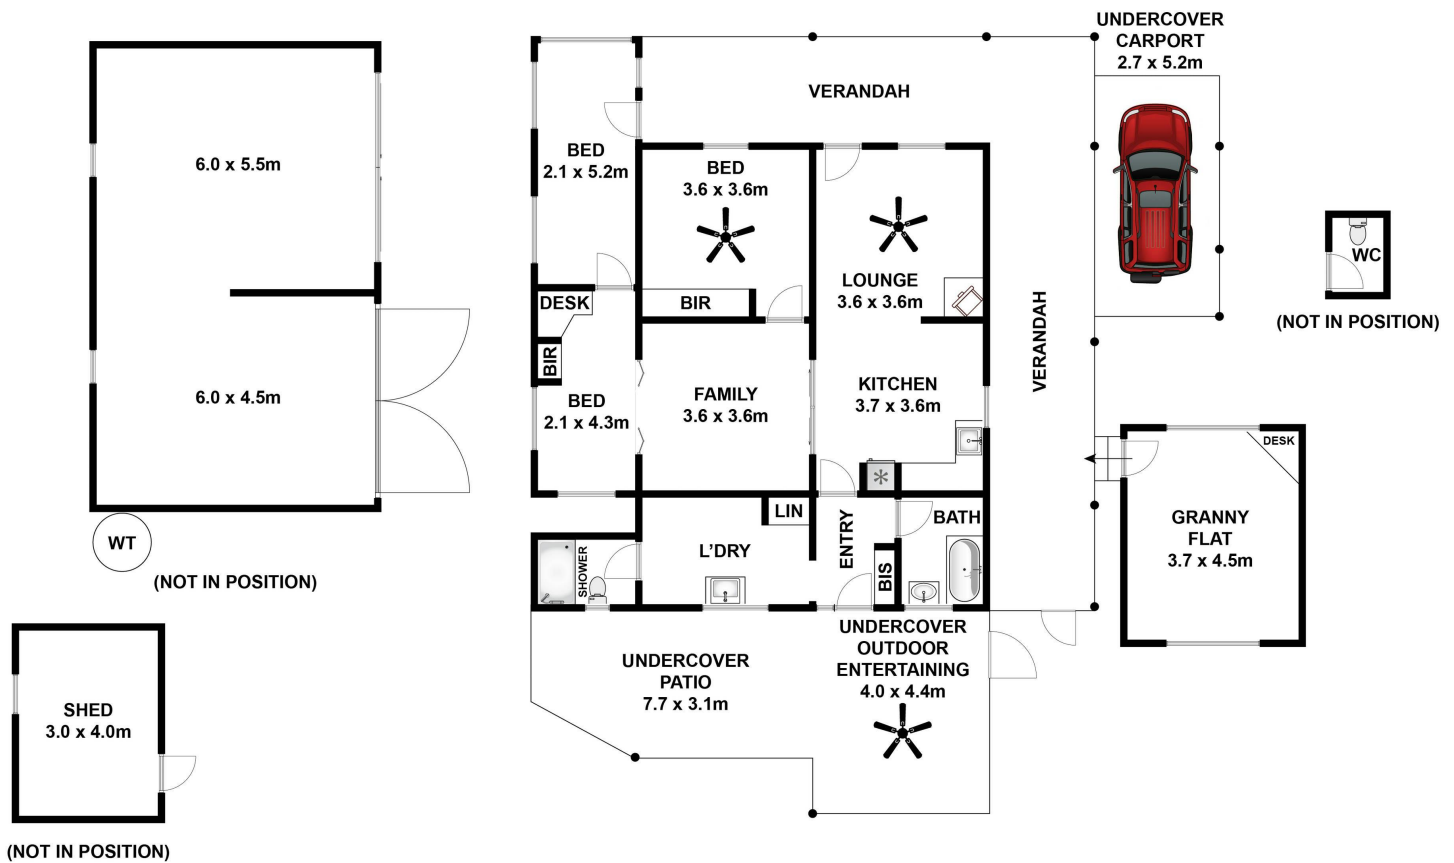 UNDERCOVER
CARPORT
2.7 x 5.2m
VERANDAH
6.0 x 5.5m
BED
2.1 x 5.2m
BED
3.6 x 3.6m
LOUNGE
3.6 x 3.6m
WC
(NOT IN POSITION)
DESK
BIR
BIR
VERANDAH
6.0 x 4.5m
BED
2.1 x 4.3m
FAMILY
3.6 x 3.6m
KITCHEN
3.7 x 3.6m
DESK
GRANNY
FLAT
3.7 x 4.5m
WT
(NOT IN POSITION)
LIN
L'DRY
SHOWER
ENTRY
BIS
BATH
UNDERCOVER
PATIO
7.7 x 3.1m
UNDERCOVER
OUTDOOR
ENTERTAINING
4.0 x 4.4m
SHED
3.0 x 4.0m
(NOT IN POSITION)